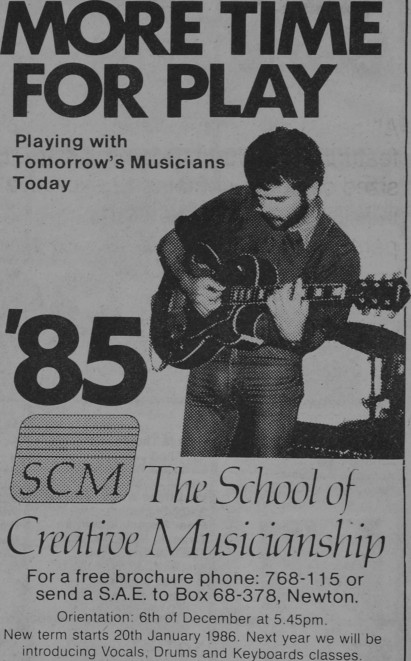 MORE TIME
FOR PLAY
Playing with
Tomorrow's Musicians
Today
'85
SCM
The School of
Creative Musicianship
For a free brochure phone: 768-115 or
send a S.A.E. to Box 68-378, Newton.
Orientation: 6th of December at 5.45pm.
New term starts 20th January 1986. Next year we will be
introducing Vocals, Drums and Keyboards classes.